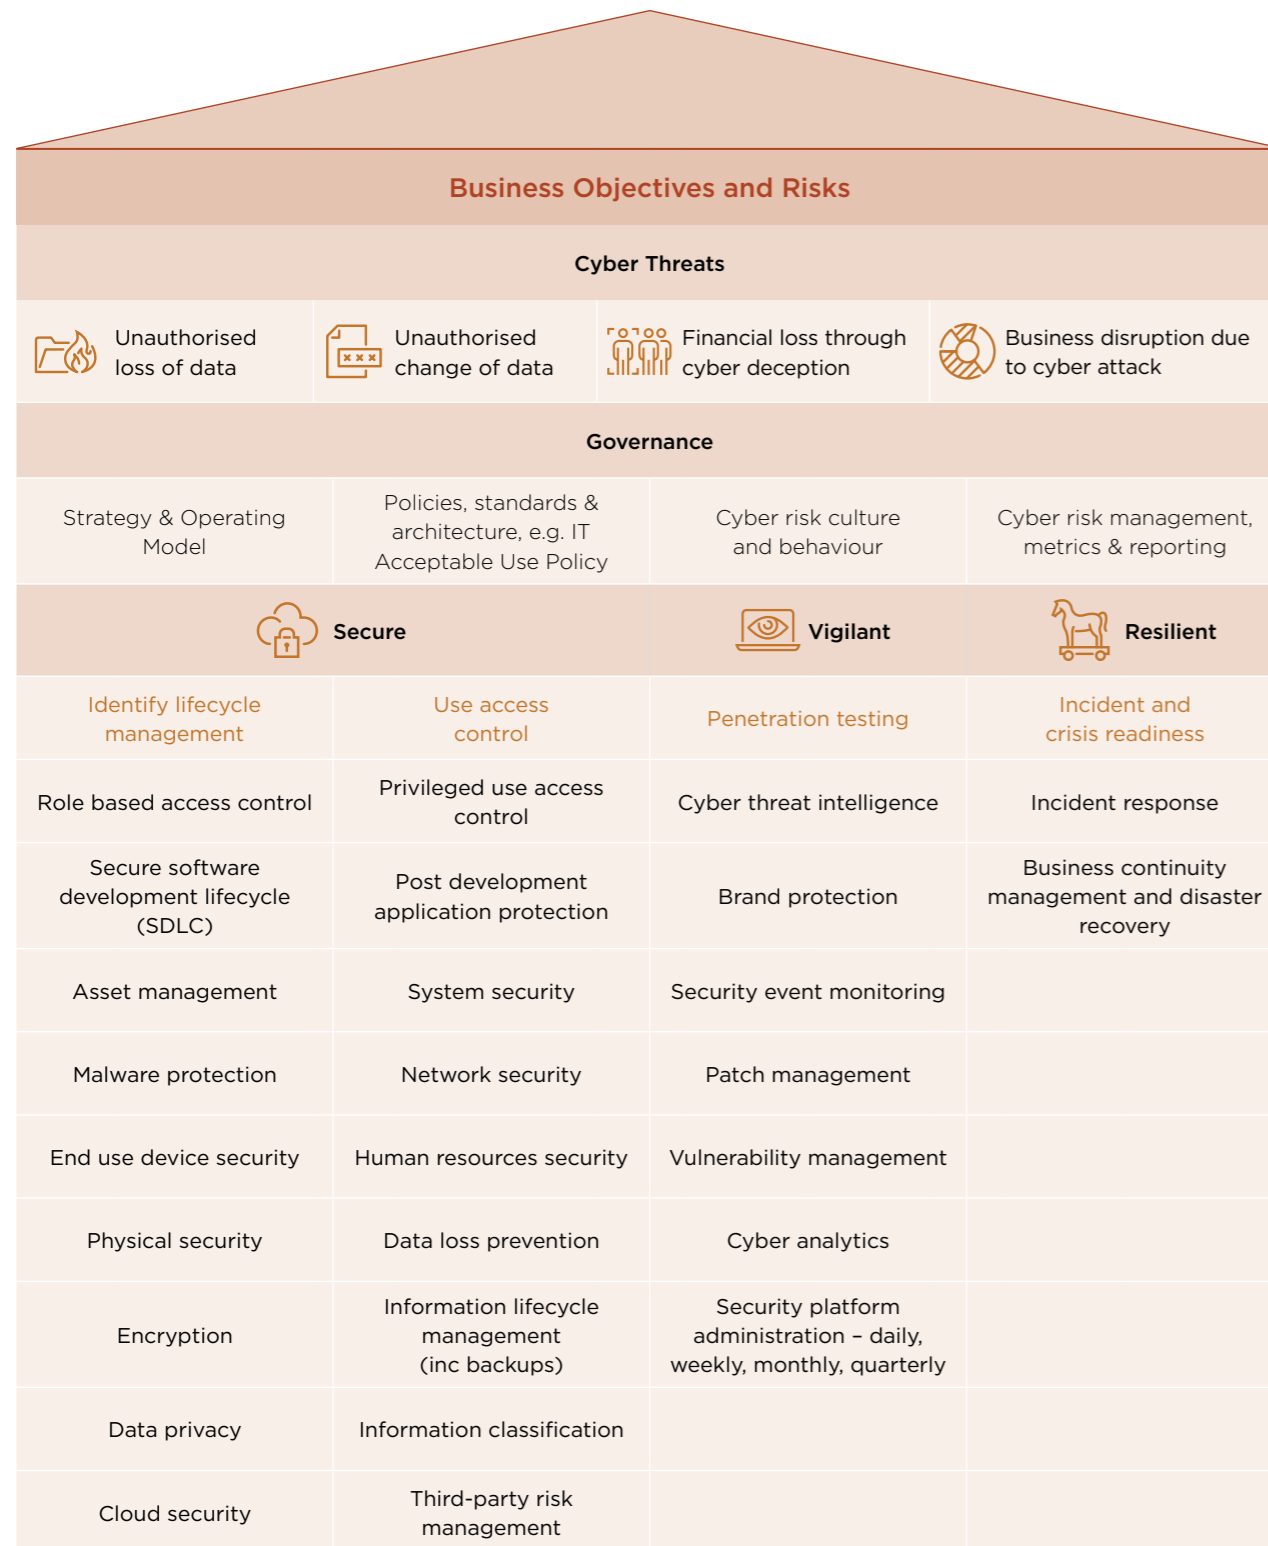 Business Objectives and Risks
Cyber Threats
Unauthorised
loss of data
Unauthorised
change of data
Financial loss through
cyber deception
Business disruption due
to cyber attack
Governance
Strategy & Operating
Model
Policies, standards &
architecture, e.g. IT
Acceptable Use Policy
Cyber risk culture
and behaviour
Cyber risk management,
metrics & reporting
Secure
Vigilant
Resilient
Identify lifecycle
management
Use access
control
Penetration testing
Incident and
crisis readiness
Role based access control
Privileged use access
control
Cyber threat intelligence
Incident response
Secure software
development lifecycle
(SDLC)
Post development
application protection
Brand protection
Business continuity
management and disaster
recovery
Asset management
System security
Security event monitoring
Malware protection
Network security
Patch management
End use device security
Human resources security
Vulnerability management
Physical security
Data loss prevention
Cyber analytics
Encryption
Information lifecycle
management
(inc backups)
Security platform
administration – daily,
weekly, monthly, quarterly
Data privacy
Information classification
Cloud security
Third-party risk
management